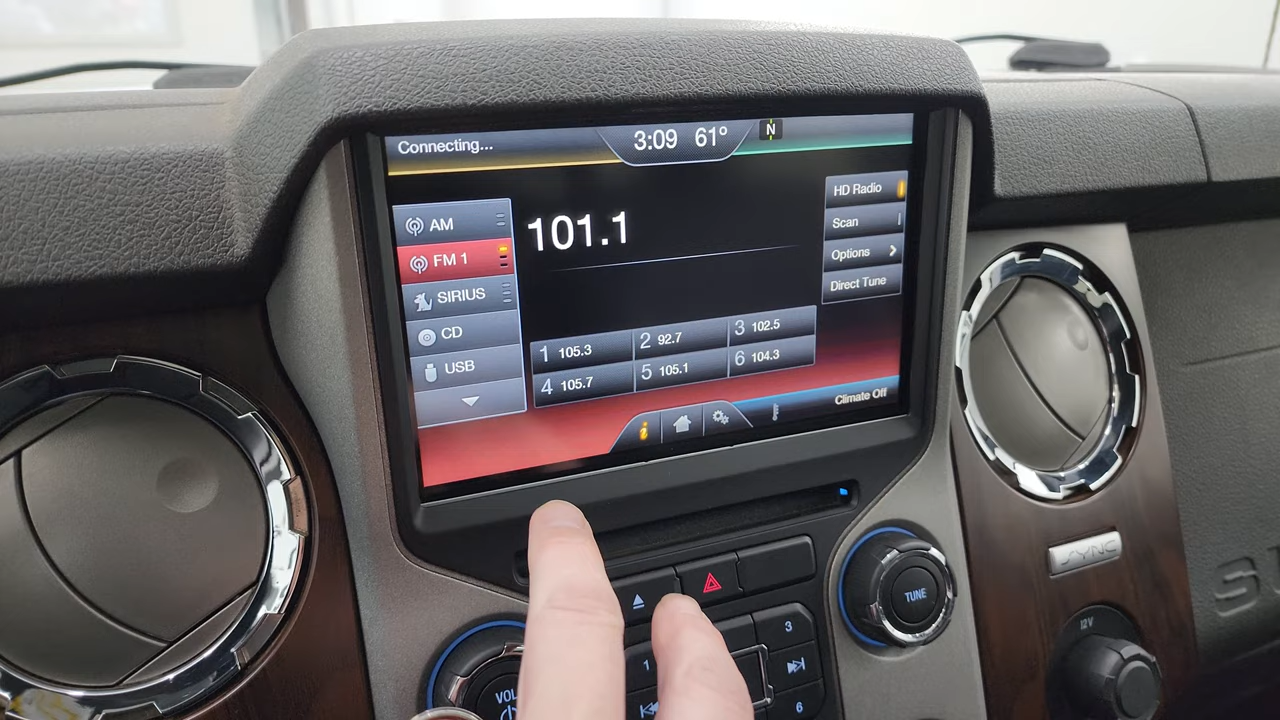 Connecting...
3:09 61°
N
AM
FM 1
SIRIUS
CD
USB
101.1
HD Radio
Scan
Options
Direct Tune
1 105.3
2 92.7
3 102.5
4 105.7
5 105.1
6 104.3
i
Climate Off
SYNC
TUNE
12V
VOL
1
3
6
S